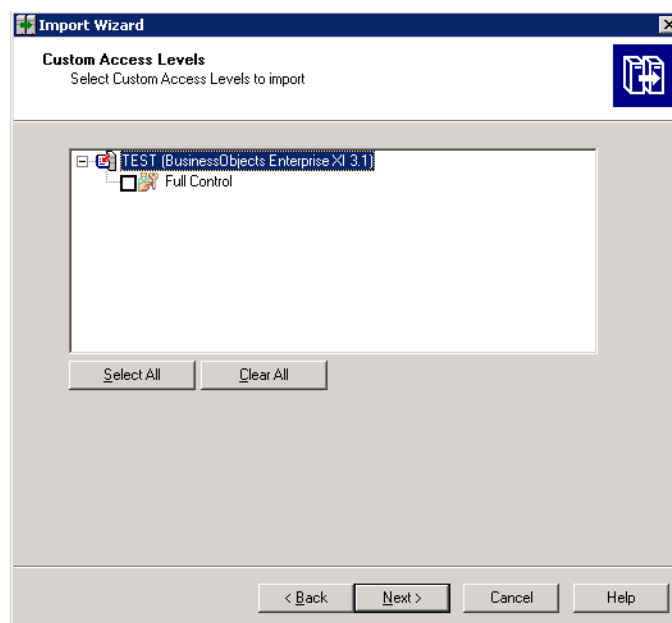 Import Wizard
Custom Access Levels
Select Custom Access Levels to import
TEST (BusinessObjects Enterprise XI 3.1)
Full Control
Select All Clear All
< Back Next > Cancel Help